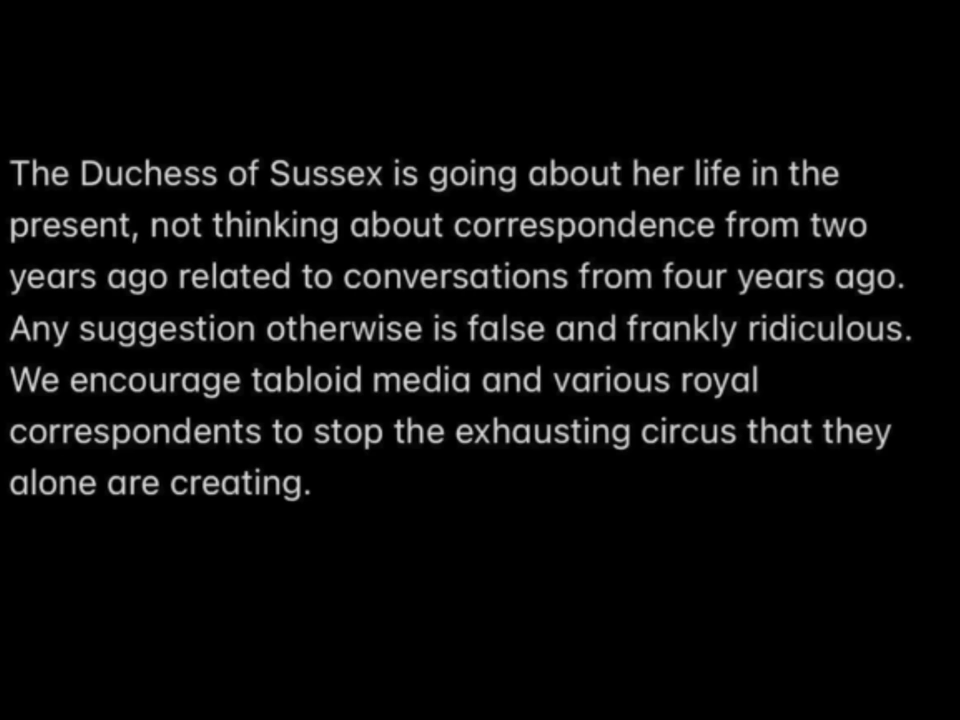 The Duchess of Sussex is going about her life in the
present, not thinking about correspondence from two
years ago related to conversations from four years ago.
Any suggestion otherwise is false and frankly ridiculous.
We encourage tabloid media and various royal
correspondents to stop the exhausting circus that they
alone are creating.